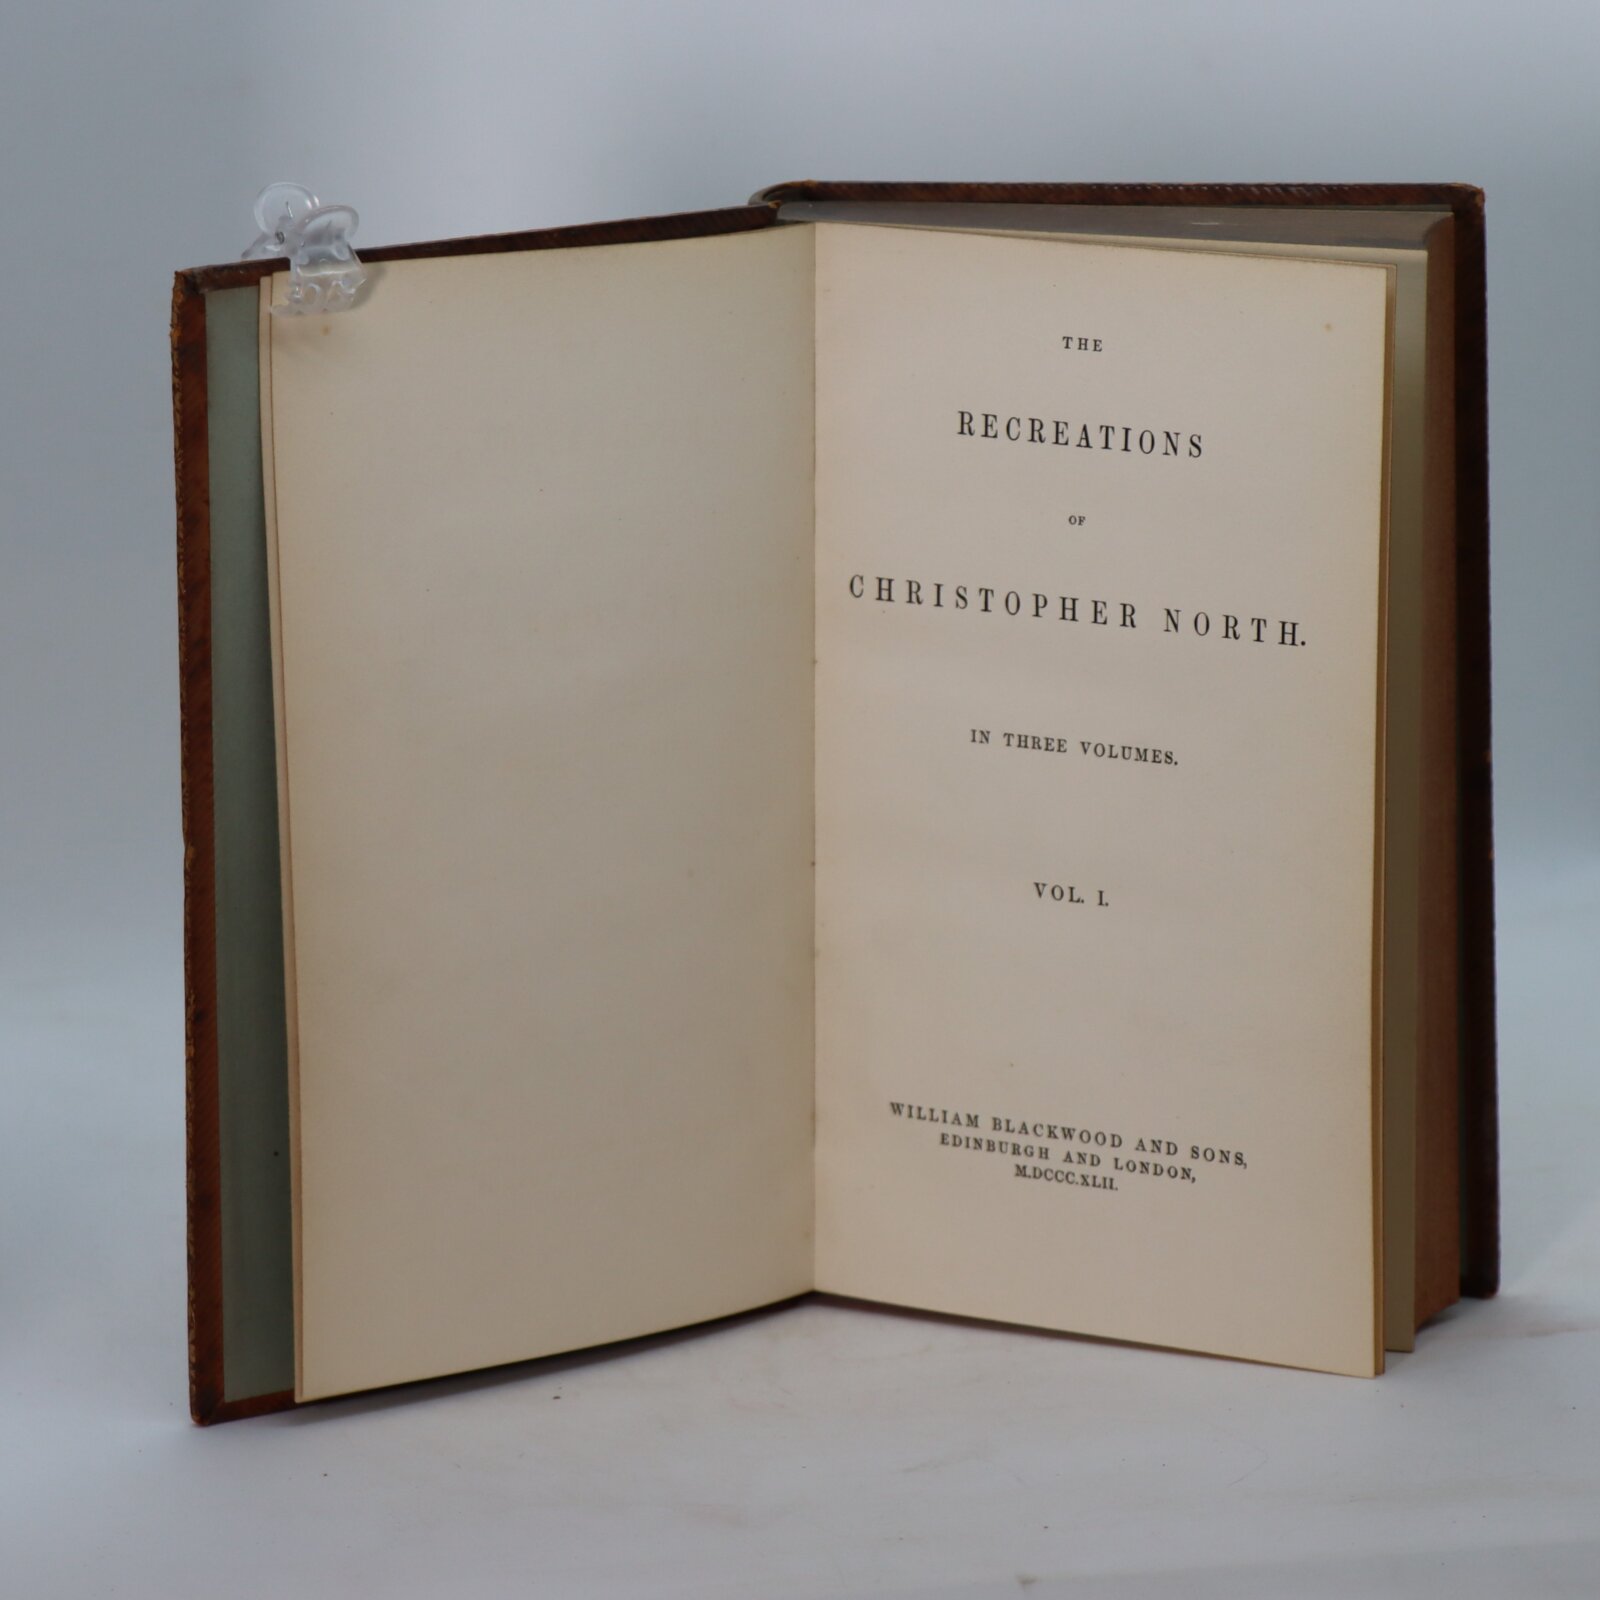 THE
RECREATIONS
OF
CHRISTOPHER NORTH.
IN THREE VOLUMES.
VOL. I.
WILLIAM BLACKWOOD AND SONS,
EDINBURGH AND LONDON,
M.DCCC.XLII.